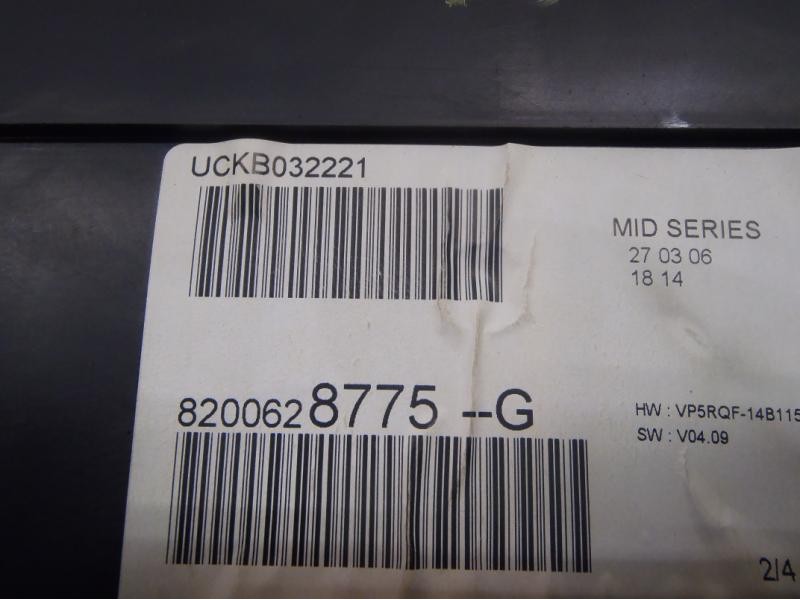 UCKB032221
MID SERIES
27 03 06
18 14
8200628775 --G
HW : VP5RQF-14B115
SW : V04.09
2/4